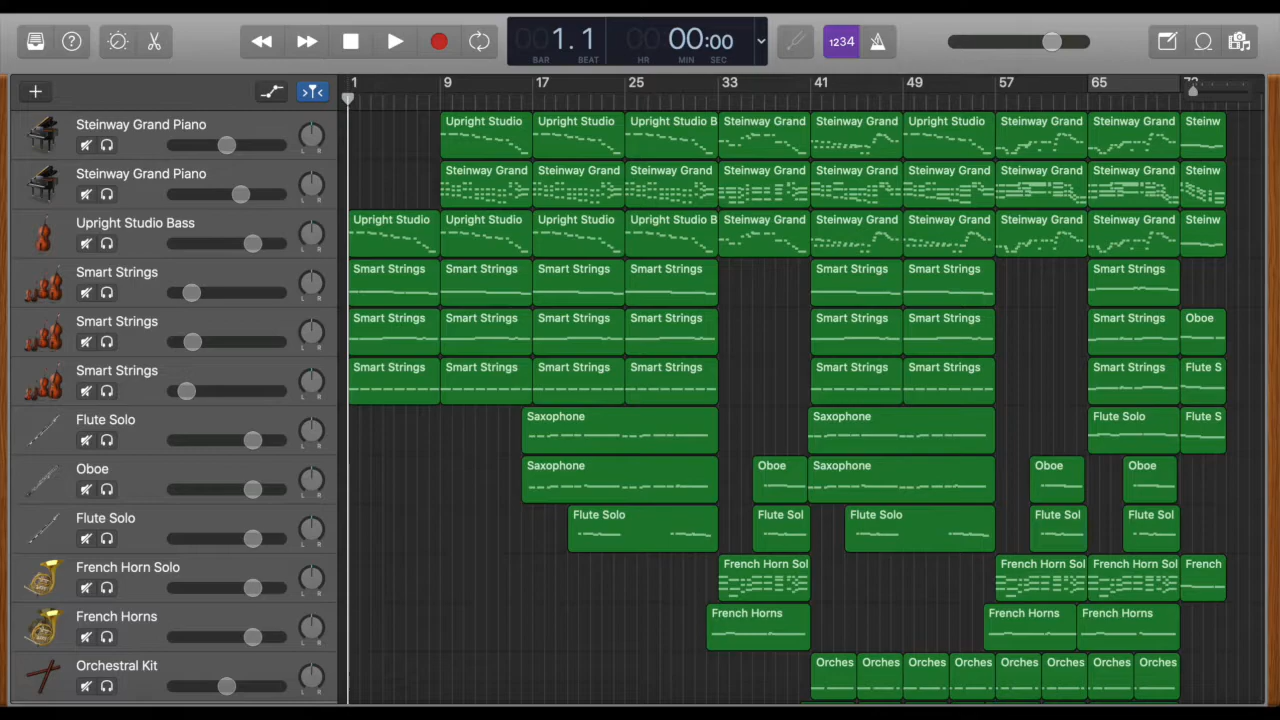 001.1 00 00:00
BAR BEAT HR MIN SEC
1234
1 9 17 25 33 41 49 57 65
Steinway Grand Piano
L R
Upright Studio Upright Studio Upright Studio B Steinway Grand Steinway Grand Upright Studio Steinway Grand Steinway Grand Steinw
Steinway Grand Piano
L R
Steinway Grand Steinway Grand Steinway Grand Steinway Grand Steinway Grand Steinway Grand Steinway Grand Steinway Grand Steinw
Upright Studio Bass
L R
Upright Studio Upright Studio Upright Studio Upright Studio B Steinway Grand Steinway Grand Steinway Grand Steinway Grand Steinway Grand Steinw
Smart Strings
L R
Smart Strings Smart Strings Smart Strings Smart Strings Smart Strings Smart Strings Smart Strings
Smart Strings
L R
Smart Strings Smart Strings Smart Strings Smart Strings Smart Strings Smart Strings Smart Strings Oboe
Smart Strings
L R
Smart Strings Smart Strings Smart Strings Smart Strings Smart Strings Smart Strings Smart Strings Flute S
Flute Solo
L R
Saxophone Saxophone Flute Solo Flute S
Oboe
L R
Saxophone Oboe Saxophone Oboe Oboe
Flute Solo
L R
Flute Solo Flute Sol Flute Solo Flute Sol Flute Sol
French Horn Solo
L R
French Horn Sol French Horn Sol French Horn Sol French
French Horns
L R
French Horns French Horns French Horns
Orchestral Kit
L R
Orches Orches Orches Orches Orches Orches Orches Orches